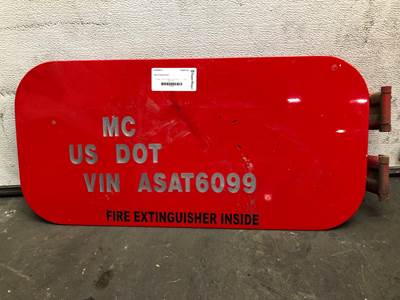 MC
US DOT
VIN ASAT6099
FIRE EXTINGUISHER INSIDE